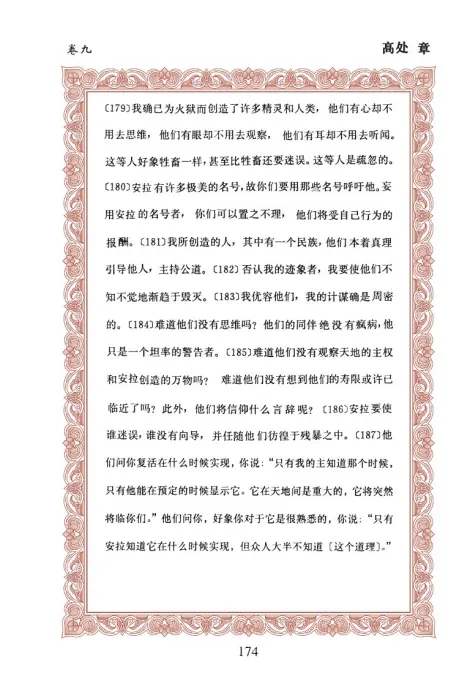 卷九 高处 章
〔179〕我确已为火狱而创造了许多精灵和人类，他们有心却不
用去思维，他们有眼却不用去观察，他们有耳却不用去听闻。
这等人好象牲畜一样，甚至比牲畜还要迷误。这等人是疏忽的。
〔180〕安拉有许多极美的名号，故你们要用那些名号呼吁他。妄
用安拉的名号者，你们可以置之不理，他们将受自己行为的
报酬。〔181〕我所创造的人，其中有一个民族，他们本着真理
引导他人，主持公道。〔182〕否认我的迹象者，我要使他们不
知不觉地渐趋于毁灭。〔183〕我优容他们，我的计谋确是周密
的。〔184〕难道他们没有思维吗？他们的同伴绝没有疯病，他
只是一个坦率的警告者。〔185〕难道他们没有观察天地的主权
和安拉创造的万物吗？难道他们没有想到他们的寿限或许已
临近了吗？此外，他们将信仰什么言辞呢？〔186〕安拉要使
谁迷误，谁没有向导，并任随他们彷徨于残暴之中。〔187〕他
们问你复活在什么时候实现，你说：“只有我的主知道那个时候，
只有他能在预定的时候显示它。它在天地间是重大的，它将突然
将临你们。”他们问你，好象你对于它是很熟悉的，你说：“只有
安拉知道它在什么时候实现，但众人大半不知道〔这个道理〕。”
174